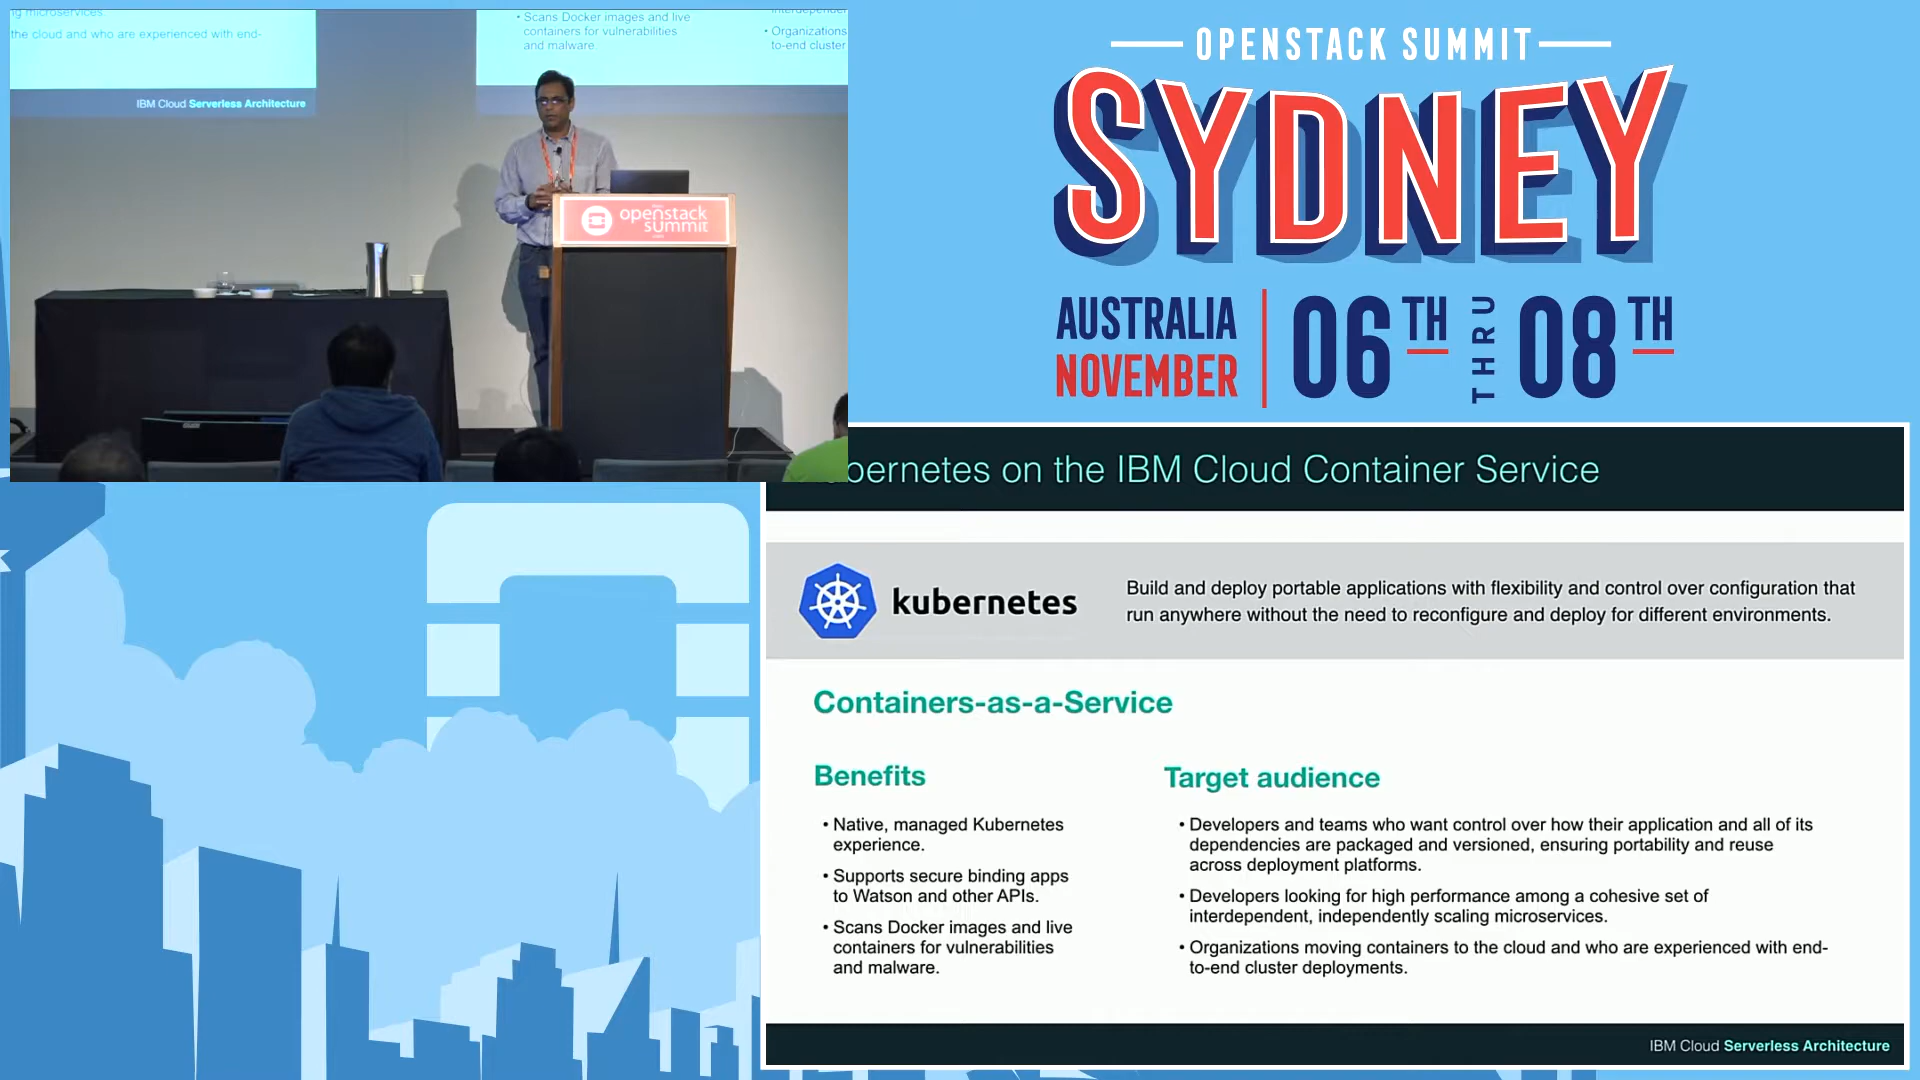 ng microservices.
the cloud and who are experienced with end-
IBM Cloud Serverless Architecture
• Scans Docker images and live
containers for vulnerabilities
and malware.
• Organizations
to-end cluster
openstack
summit
OPENSTACK SUMMIT
SYDNEY
AUSTRALIA
NOVEMBER
06TH THRU 08TH
bernetes on the IBM Cloud Container Service
kubernetes
Build and deploy portable applications with flexibility and control over configuration that
run anywhere without the need to reconfigure and deploy for different environments.
Containers-as-a-Service
Benefits
• Native, managed Kubernetes
experience.
• Supports secure binding apps
to Watson and other APIs.
• Scans Docker images and live
containers for vulnerabilities
and malware.
Target audience
• Developers and teams who want control over how their application and all of its
dependencies are packaged and versioned, ensuring portability and reuse
across deployment platforms.
• Developers looking for high performance among a cohesive set of
interdependent, independently scaling microservices.
• Organizations moving containers to the cloud and who are experienced with end-
to-end cluster deployments.
IBM Cloud Serverless Architecture